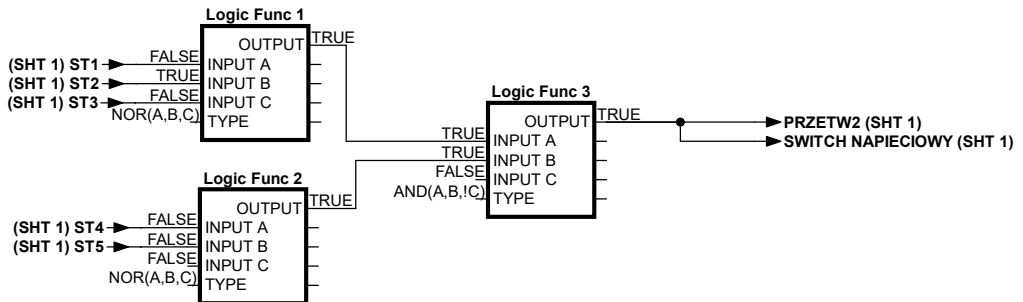 Logic Func 1
OUTPUT TRUE
(SHT 1) ST1 FALSE INPUT A
(SHT 1) ST2 TRUE INPUT B
(SHT 1) ST3 FALSE INPUT C
NOR(A,B,C) TYPE
Logic Func 2
OUTPUT TRUE
(SHT 1) ST4 FALSE INPUT A
(SHT 1) ST5 FALSE INPUT B
FALSE INPUT C
NOR(A,B,C) TYPE
Logic Func 3
OUTPUT TRUE
TRUE INPUT A
TRUE INPUT B
FALSE INPUT C
AND(A,B,!C) TYPE
PRZETW2 (SHT 1)
SWITCH NAPIECIOWY (SHT 1)